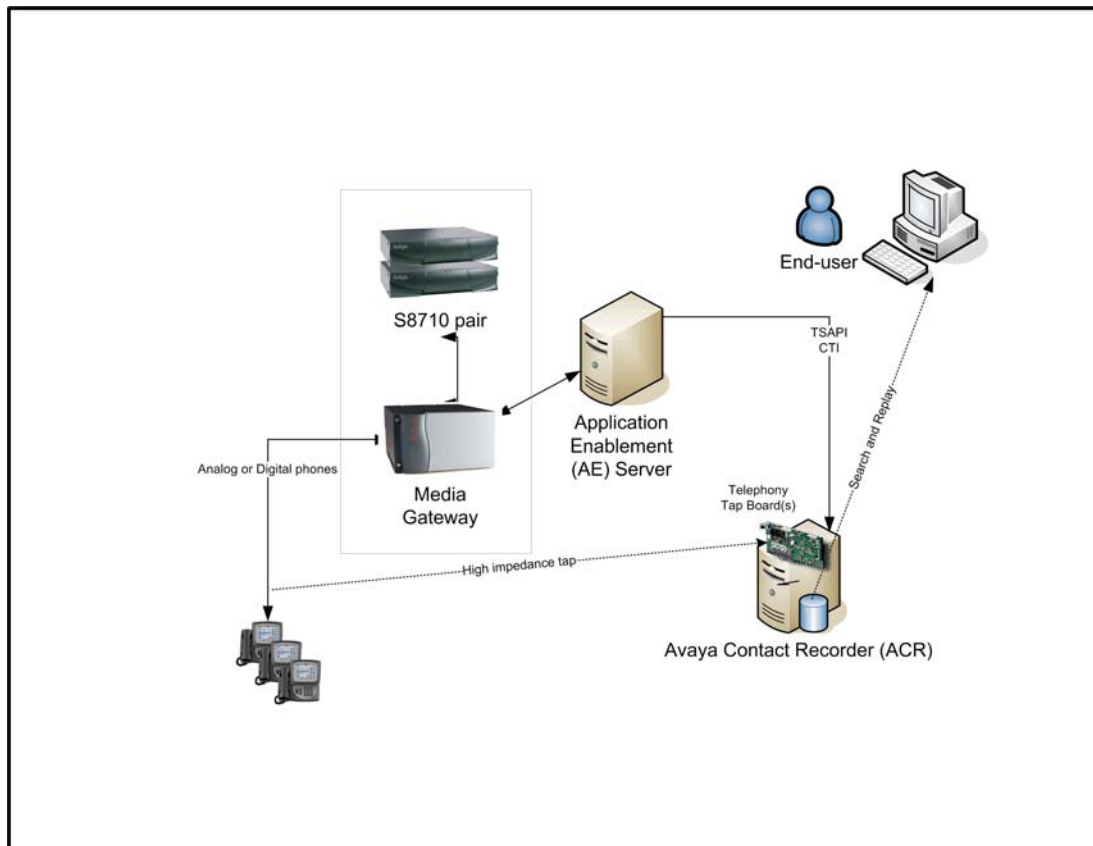 S8710 pair
Media
Gateway
Analog or Digital phones
Application
Enablement
(AE) Server
TSAPI
CTI
End-user
Search and Replay
Telephony
Tap Board(s)
High impedance tap
Avaya Contact Recorder (ACR)